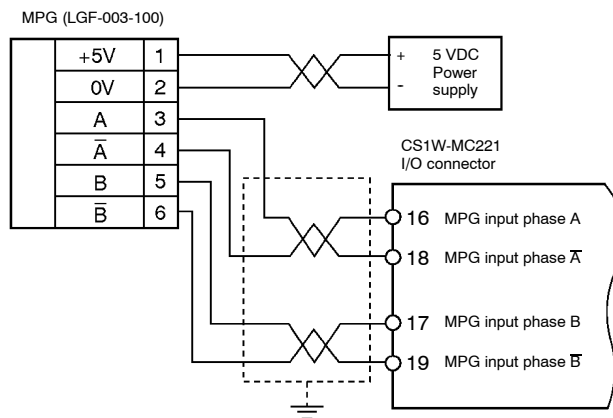 MPG (LGF-003-100)
+5V 1
0V 2
A 3
A̅ 4
B 5
B̅ 6
+ 5 VDC
Power
- supply
CS1W-MC221
I/O connector
16 MPG input phase A
18 MPG input phase A̅
17 MPG input phase B
19 MPG input phase B̅